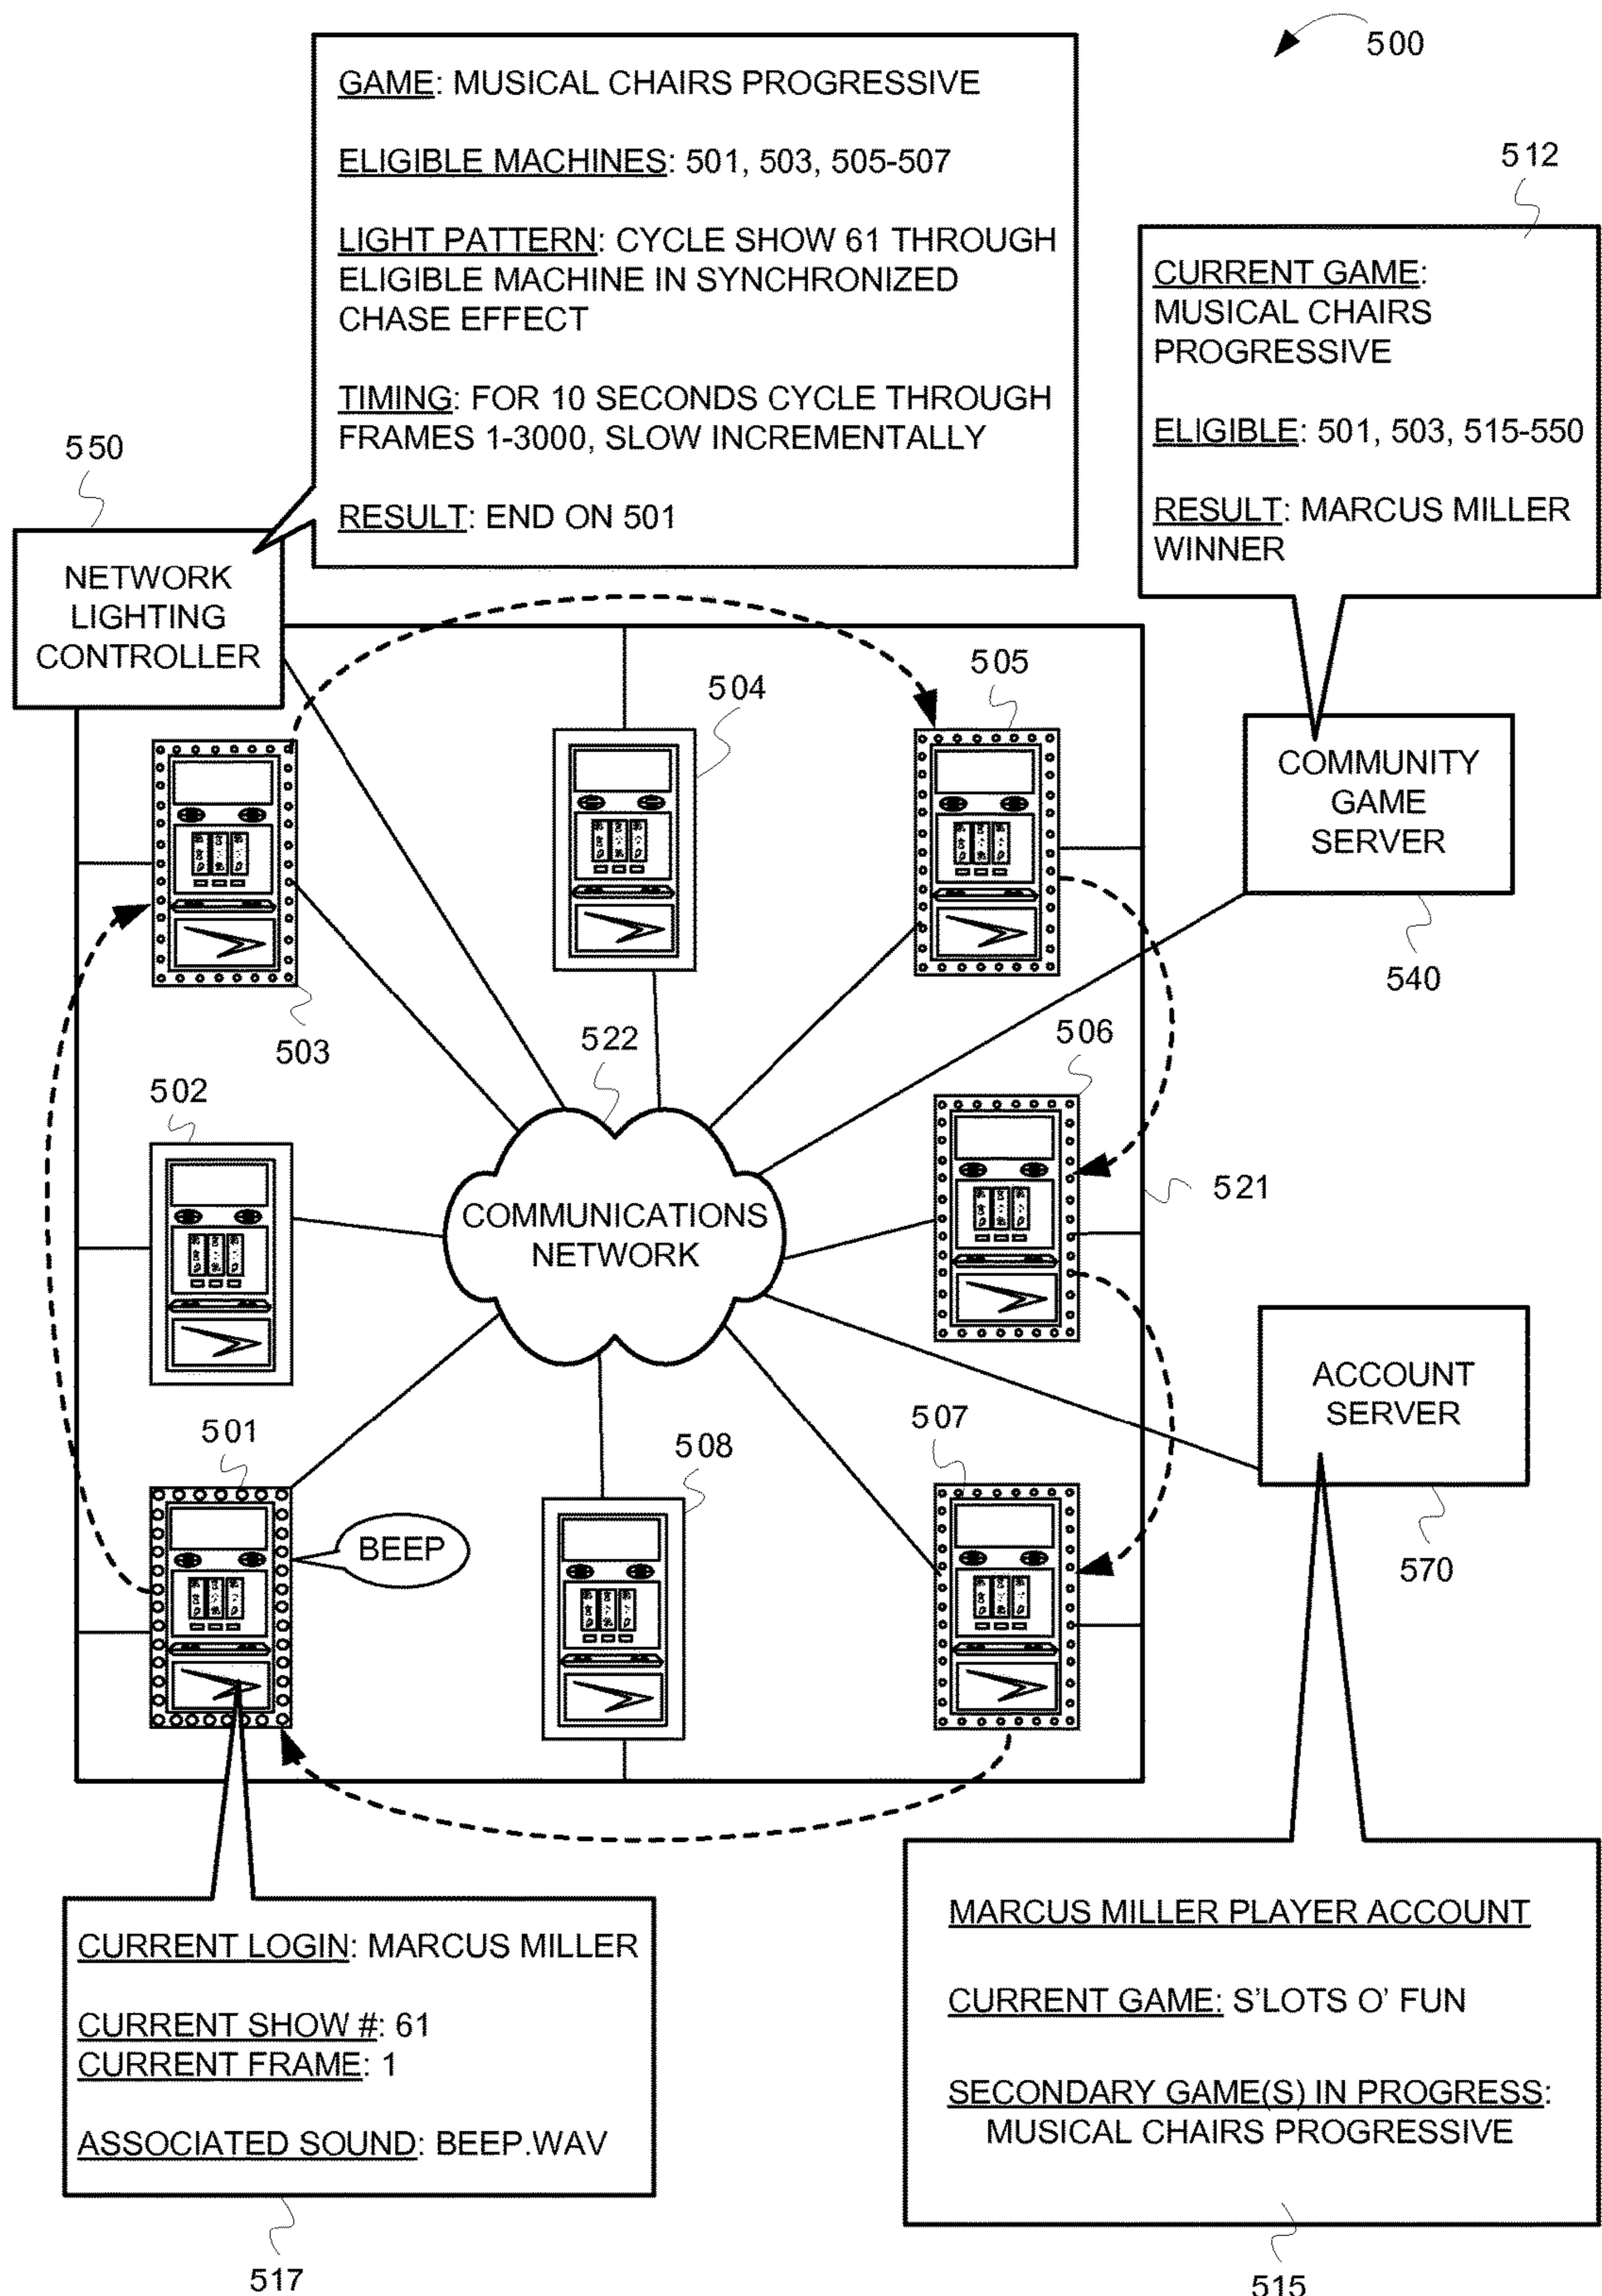 500
GAME: MUSICAL CHAIRS PROGRESSIVE
ELIGIBLE MACHINES: 501, 503, 505-507
LIGHT PATTERN: CYCLE SHOW 61 THROUGH
ELIGIBLE MACHINE IN SYNCHRONIZED
CHASE EFFECT
TIMING: FOR 10 SECONDS CYCLE THROUGH
FRAMES 1-3000, SLOW INCREMENTALLY
RESULT: END ON 501
512
CURRENT GAME:
MUSICAL CHAIRS
PROGRESSIVE
ELIGIBLE: 501, 503, 515-550
RESULT: MARCUS MILLER
WINNER
550
NETWORK
LIGHTING
CONTROLLER
504
505
COMMUNITY
GAME
SERVER
540
503
522
506
502
COMMUNICATIONS
NETWORK
521
ACCOUNT
SERVER
570
501
508
507
BEEP
CURRENT LOGIN: MARCUS MILLER
CURRENT SHOW #: 61
CURRENT FRAME: 1
ASSOCIATED SOUND: BEEP.WAV
517
MARCUS MILLER PLAYER ACCOUNT
CURRENT GAME: S'LOTS O' FUN
SECONDARY GAME(S) IN PROGRESS:
MUSICAL CHAIRS PROGRESSIVE
515